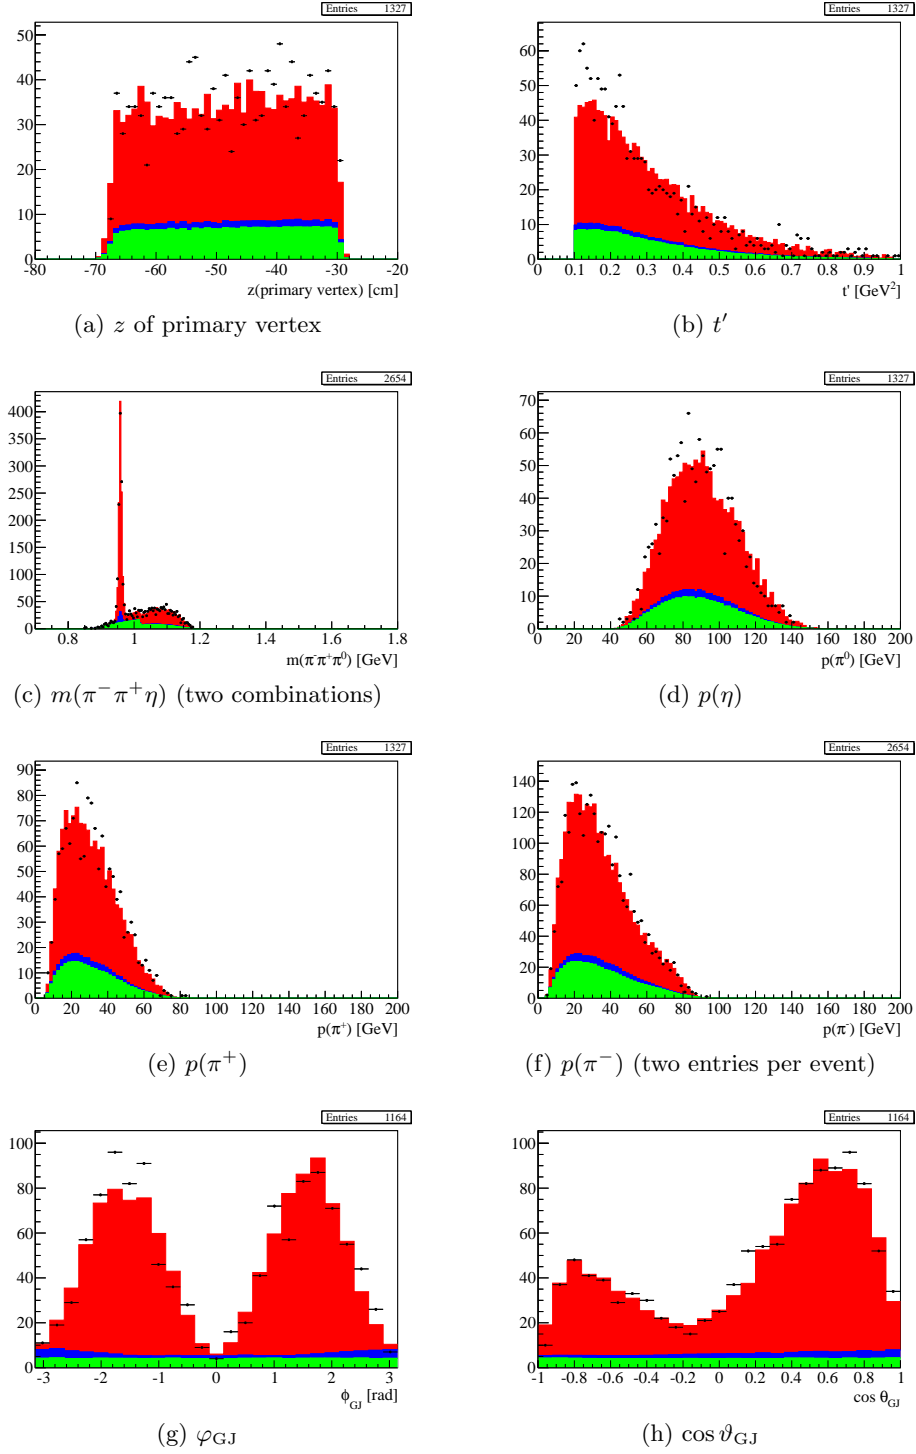 Entries 1327
50
40
30
20
10
0
-80 -70 -60 -50 -40 -30 -20
z(primary vertex) [cm]
(a) z of primary vertex
Entries 1327
60
50
40
30
20
10
0
0 0.1 0.2 0.3 0.4 0.5 0.6 0.7 0.8 0.9 1
t' [GeV²]
(b) t′
Entries 2654
400
350
300
250
200
150
100
50
0
0.8 1 1.2 1.4 1.6 1.8
m(π⁻π⁺π⁰) [GeV]
(c) m(π⁻π⁺η) (two combinations)
Entries 1327
70
60
50
40
30
20
10
0
0 20 40 60 80 100 120 140 160 180 200
p(π⁰) [GeV]
(d) p(η)
Entries 1327
90
80
70
60
50
40
30
20
10
0
0 20 40 60 80 100 120 140 160 180 200
p(π⁺) [GeV]
(e) p(π⁺)
Entries 2654
140
120
100
80
60
40
20
0
0 20 40 60 80 100 120 140 160 180 200
p(π⁻) [GeV]
(f) p(π⁻) (two entries per event)
Entries 1164
100
80
60
40
20
0
-3 -2 -1 0 1 2 3
ϕ_GJ [rad]
(g) φ_GJ
Entries 1164
100
80
60
40
20
0
-1 -0.8 -0.6 -0.4 -0.2 0 0.2 0.4 0.6 0.8 1
cos θ_GJ
(h) cos ϑ_GJ